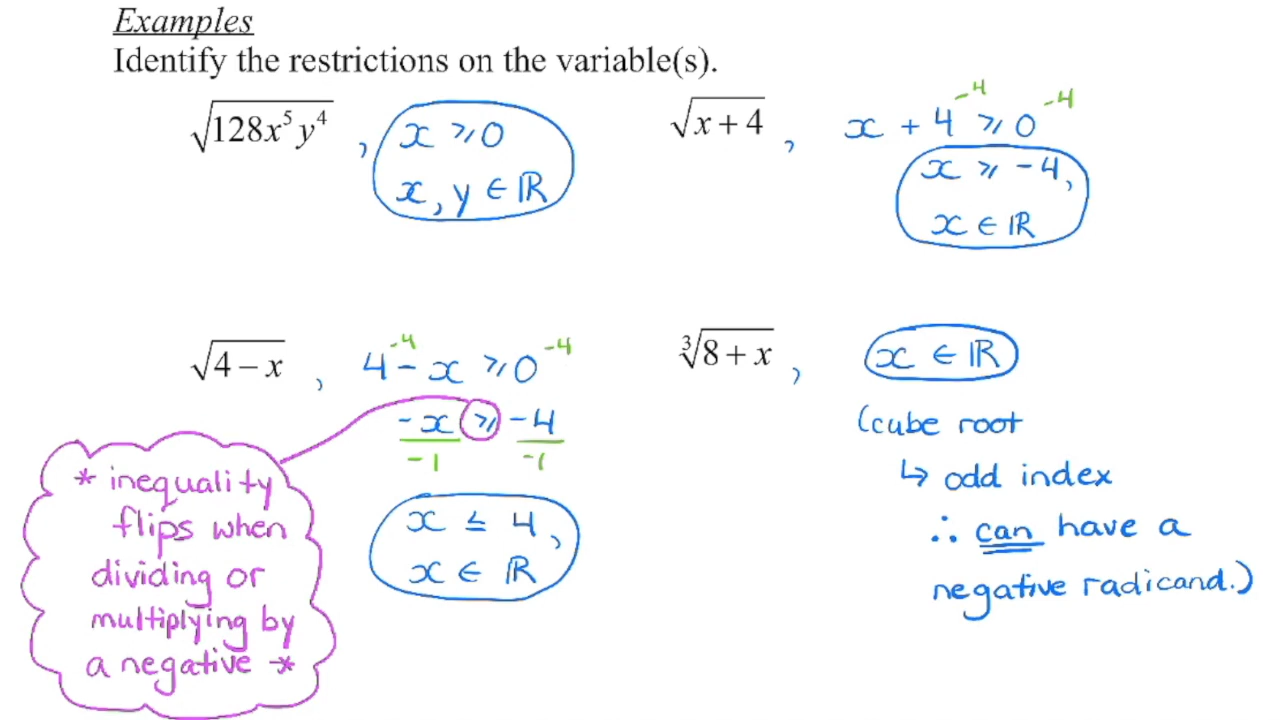 Examples
Identify the restrictions on the variable(s).
√128x⁵y⁴ , x ≥ 0
x, y ∈ ℝ
√x + 4 , x + 4 ⁻⁴ ≥ 0 ⁻⁴
x ≥ -4,
x ∈ ℝ
√4 − x , 4 ⁻⁴ - x ≥ 0 ⁻⁴
-x ≥ -4
-1 -1
x ≤ 4,
x ∈ ℝ
* inequality
flips when
dividing or
multiplying by
a negative *
∛8 + x , x ∈ ℝ
(cube root
↳ odd index
∴ can have a
negative radicand.)